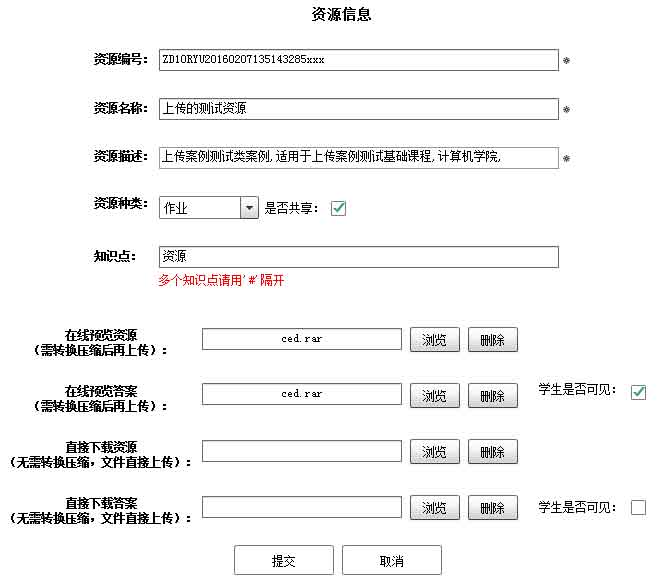 资源信息
资源编号： ZD10RYU20160207135143285xxx *
资源名称： 上传的测试资源 *
资源描述： 上传案例测试类案例,适用于上传案例测试基础课程,计算机学院, *
资源种类： 作业 是否共享：
知识点： 资源
多个知识点请用'#'隔开
在线预览资源
（需转换压缩后再上传）： ced.rar 浏览 删除
在线预览答案
（需转换压缩后再上传）： ced.rar 浏览 删除 学生是否可见：
直接下载资源
（无需转换压缩，文件直接上传）： 浏览 删除
直接下载答案
（无需转换压缩，文件直接上传）： 浏览 删除 学生是否可见：
提交 取消